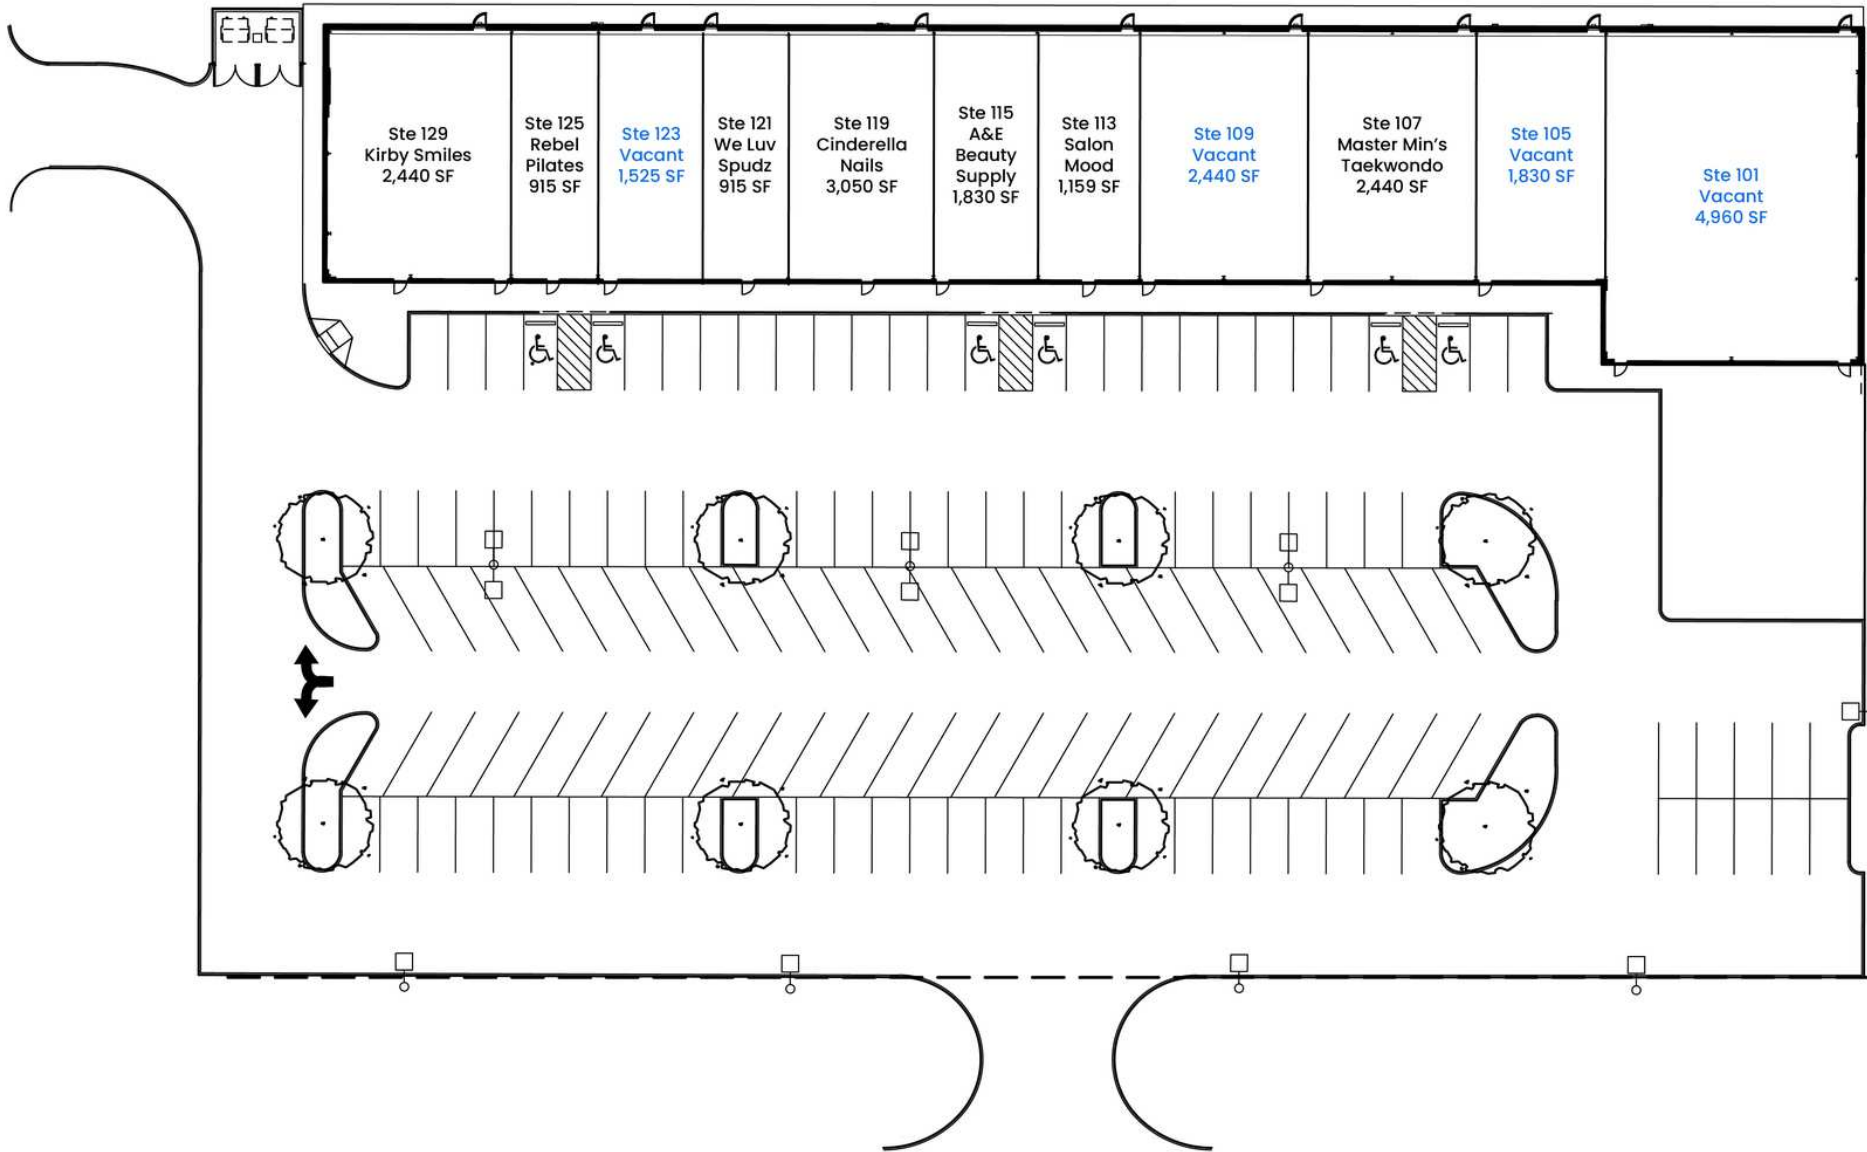 Ste 129
Kirby Smiles
2,440 SF
Ste 125
Rebel
Pilates
915 SF
Ste 123
Vacant
1,525 SF
Ste 121
We Luv
Spudz
915 SF
Ste 119
Cinderella
Nails
3,050 SF
Ste 115
A&E
Beauty
Supply
1,830 SF
Ste 113
Salon
Mood
1,159 SF
Ste 109
Vacant
2,440 SF
Ste 107
Master Min’s
Taekwondo
2,440 SF
Ste 105
Vacant
1,830 SF
Ste 101
Vacant
4,960 SF